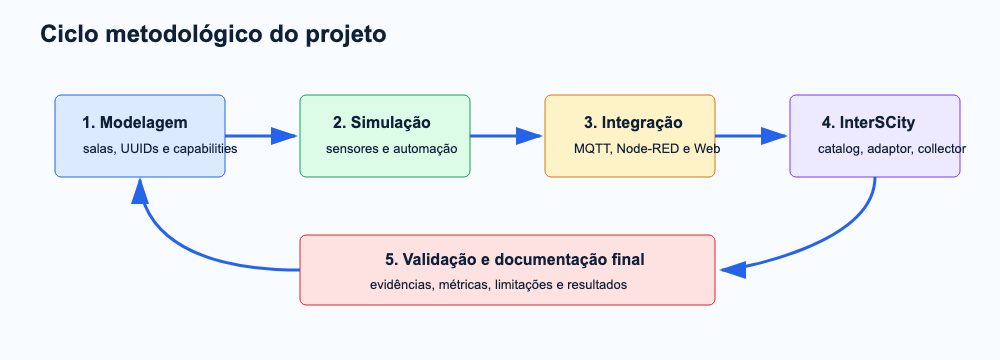 Ciclo metodológico do projeto
1. Modelagem
salas, UUIDs e capabilities
2. Simulação
sensores e automação
3. Integração
MQTT, Node-RED e Web
4. InterSCity
catalog, adaptor, collector
5. Validação e documentação final
evidências, métricas, limitações e resultados